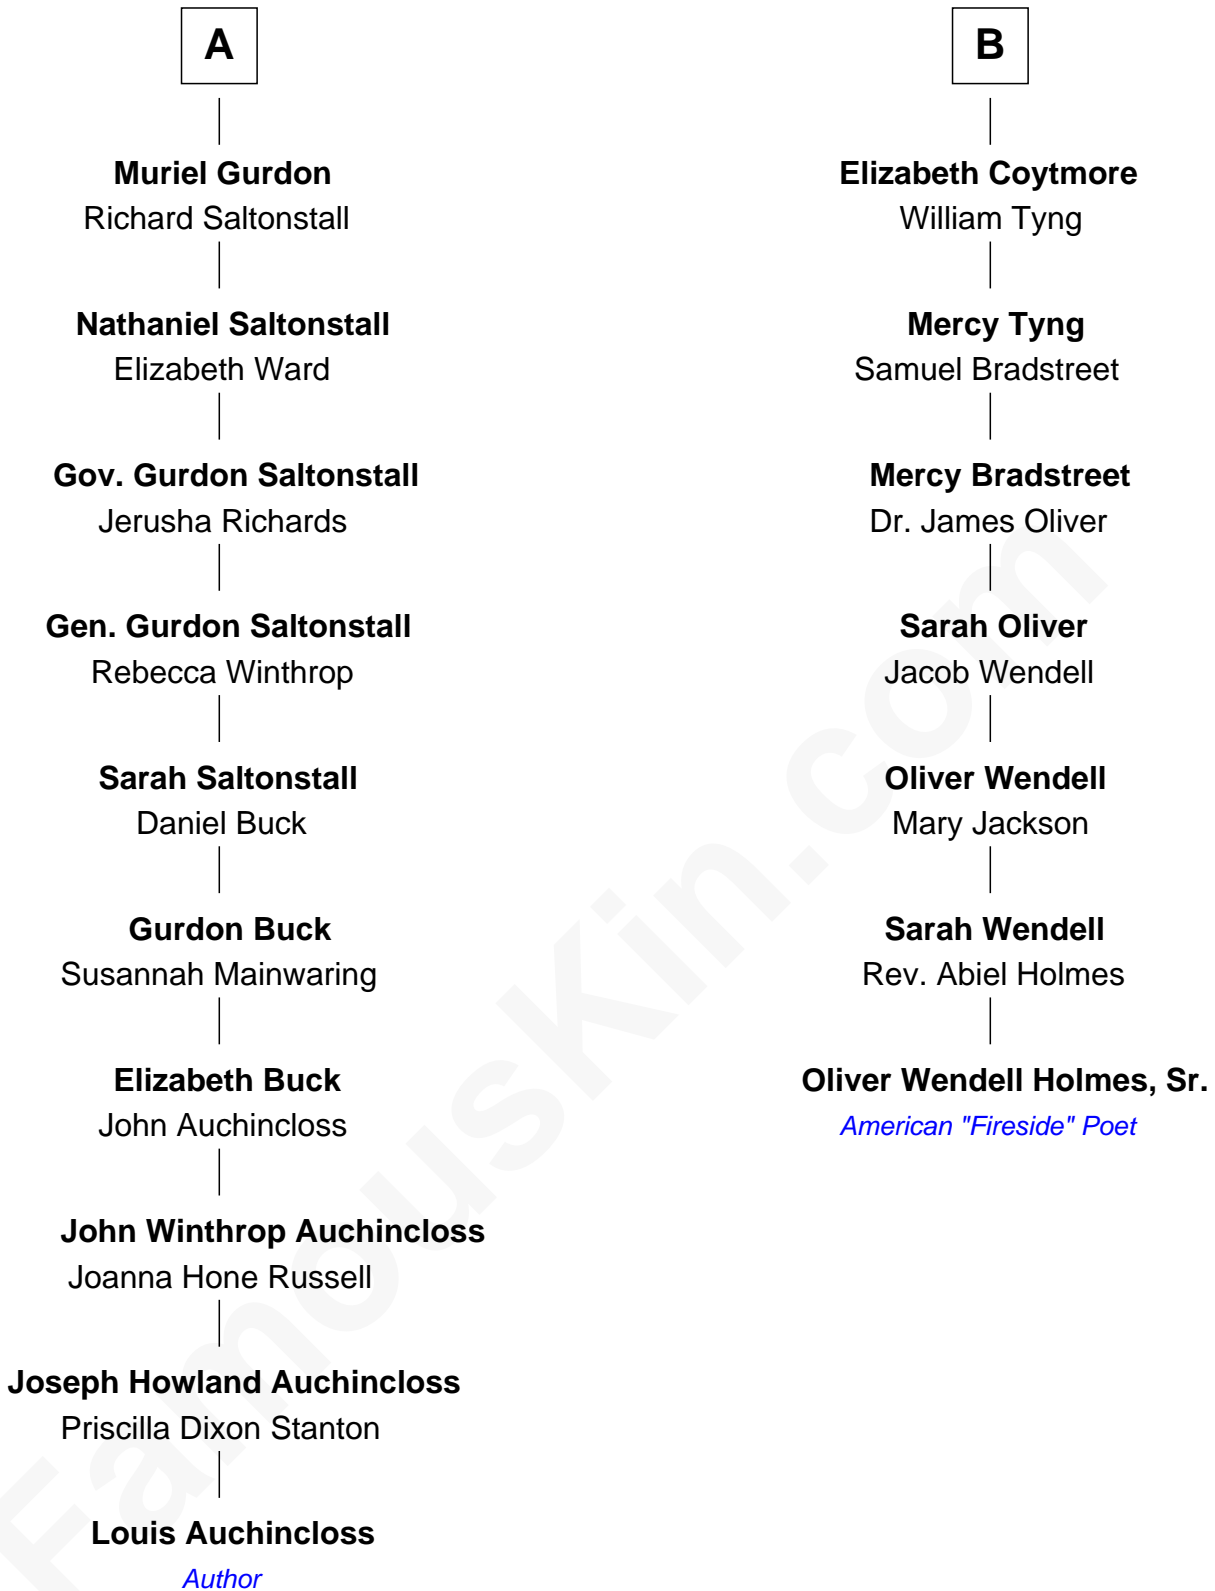 A
Muriel Gurdon
Richard Saltonstall
Nathaniel Saltonstall
Elizabeth Ward
Gov. Gurdon Saltonstall
Jerusha Richards
Gen. Gurdon Saltonstall
Rebecca Winthrop
Sarah Saltonstall
Daniel Buck
Gurdon Buck
Susannah Mainwaring
Elizabeth Buck
John Auchincloss
John Winthrop Auchincloss
Joanna Hone Russell
Joseph Howland Auchincloss
Priscilla Dixon Stanton
Louis Auchincloss
Author
B
Elizabeth Coytmore
William Tyng
Mercy Tyng
Samuel Bradstreet
Mercy Bradstreet
Dr. James Oliver
Sarah Oliver
Jacob Wendell
Oliver Wendell
Mary Jackson
Sarah Wendell
Rev. Abiel Holmes
Oliver Wendell Holmes, Sr.
American "Fireside" Poet
FamousKin.com